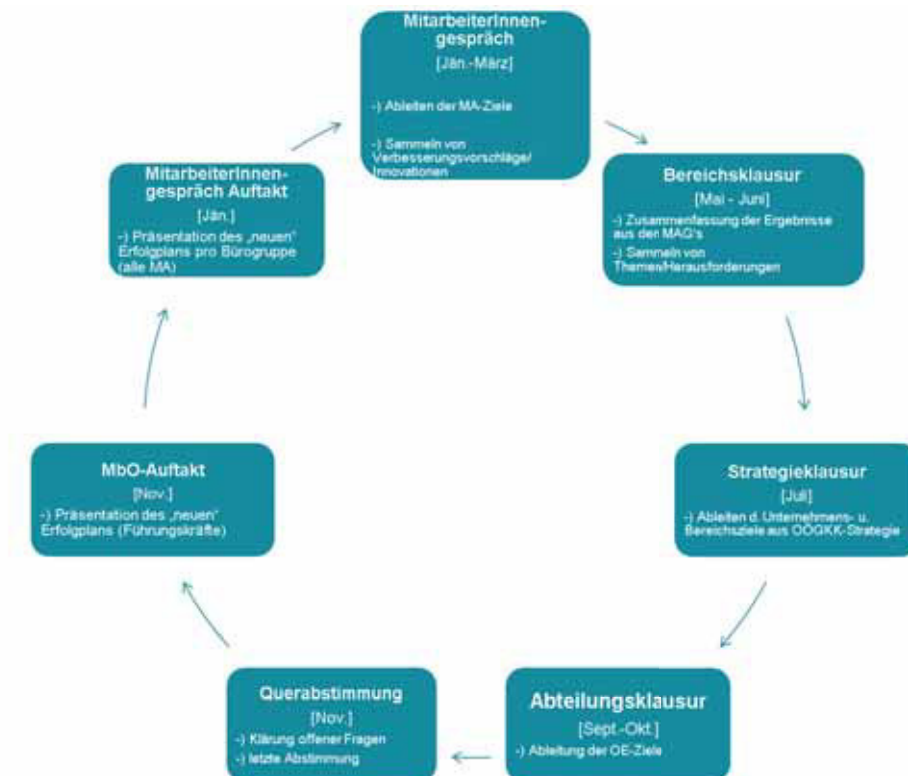 MitarbeiterInnen-
gespräch
[Jän.-März]
-) Ableiten der MA-Ziele
-) Sammeln von
Verbesserungsvorschläge/
Innovationen
Bereichsklausur
[Mai - Juni]
-) Zusammenfassung der Ergebnisse
aus den MAG's
-) Sammeln von
Themen/Herausforderungen
Strategieklausur
[Juli]
-) Ableiten d. Unternehmens- u.
Bereichsziele aus OÖGKK-Strategie
Abteilungsklausur
[Sept.-Okt.]
-) Ableitung der OE-Ziele
Querabstimmung
[Nov.]
-) Klärung offener Fragen
-) letzte Abstimmung
MbO-Auftakt
[Nov.]
-) Präsentation des „neuen"
Erfolgplans (Führungskräfte)
MitarbeiterInnen-
gespräch Auftakt
[Jän.]
-) Präsentation des „neuen"
Erfolgplans pro Bürogruppe
(alle MA)